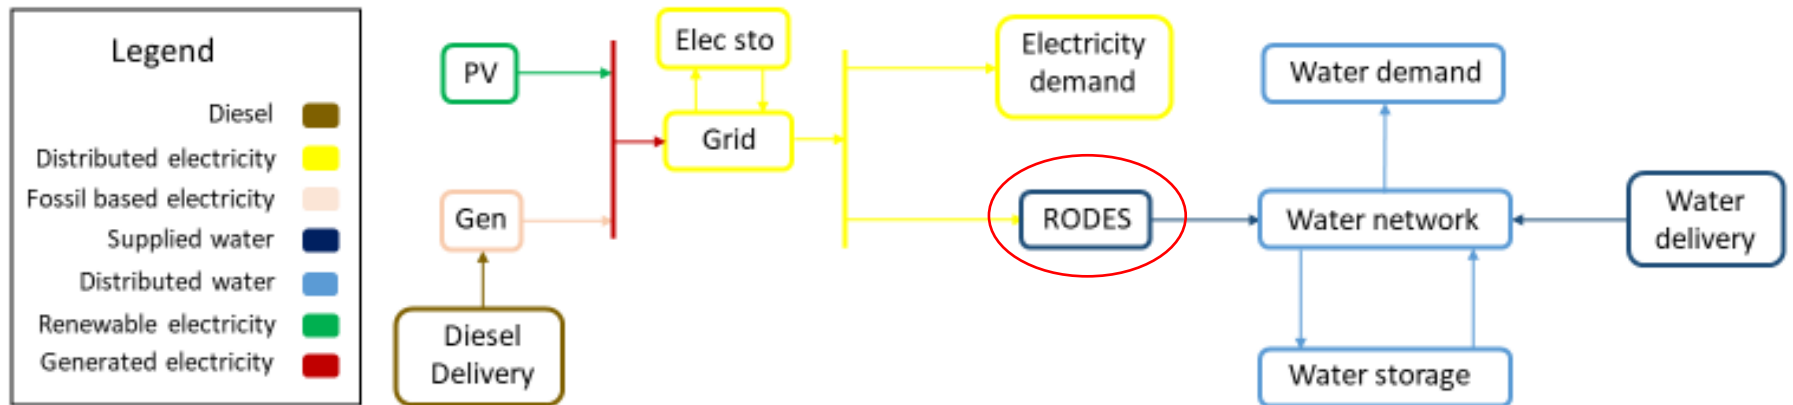 Legend
Diesel
Distributed electricity
Fossil based electricity
Supplied water
Distributed water
Renewable electricity
Generated electricity
PV
Gen
Diesel
Delivery
Elec sto
Grid
Electricity
demand
RODES
Water demand
Water network
Water storage
Water
delivery